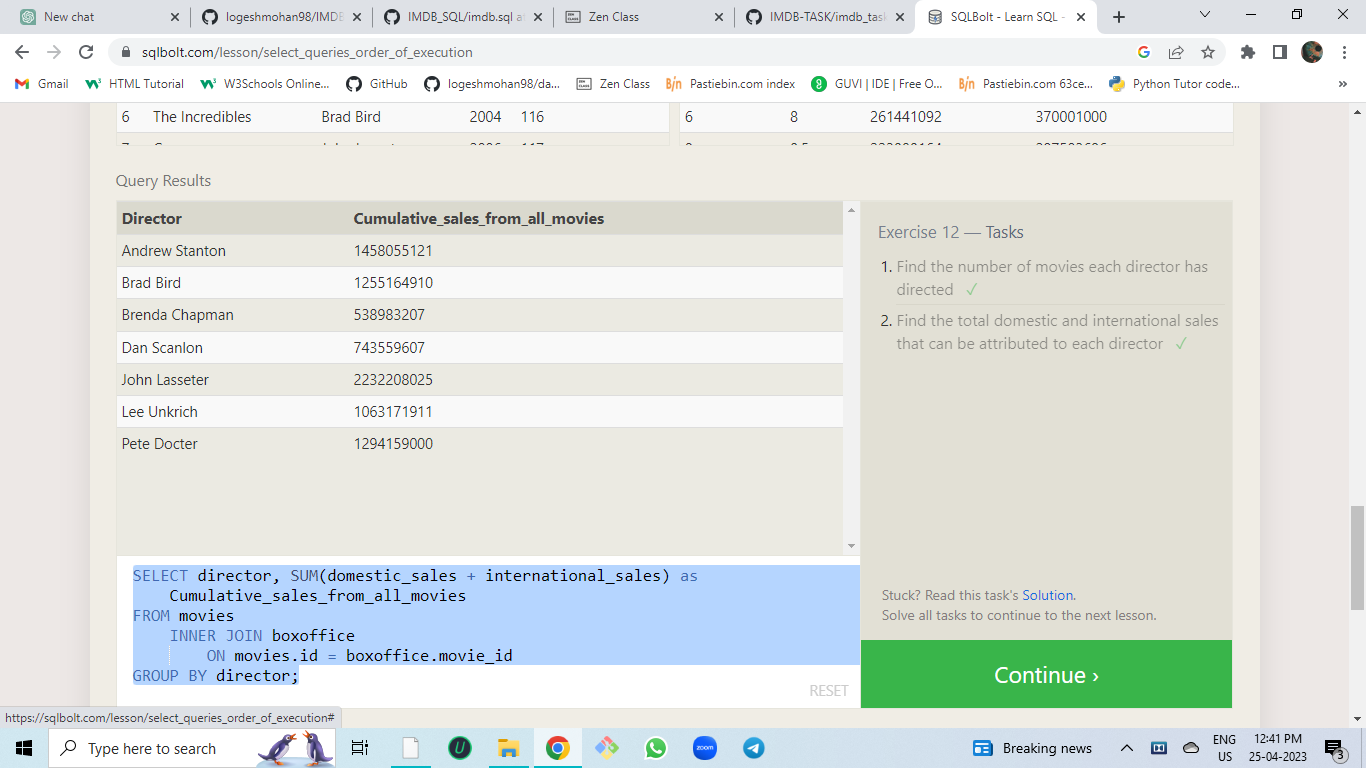 New chat
logeshmohan98/IMDB
IMDB_SQL/imdb.sql at
Zen Class
IMDB-TASK/imdb_task
SQLBolt - Learn SQL -
sqlbolt.com/lesson/select_queries_order_of_execution
Gmail
HTML Tutorial
W3Schools Online...
GitHub
logeshmohan98/da...
Zen Class
Pastiebin.com index
GUVI | IDE | Free O...
Pastiebin.com 63ce...
Python Tutor code...
»
6 The Incredibles Brad Bird 2004 116
6 8 261441092 370001000
Query Results
Director Cumulative_sales_from_all_movies
Andrew Stanton 1458055121
Brad Bird 1255164910
Brenda Chapman 538983207
Dan Scanlon 743559607
John Lasseter 2232208025
Lee Unkrich 1063171911
Pete Docter 1294159000
Exercise 12 — Tasks
1. Find the number of movies each director has
directed ✓
2. Find the total domestic and international sales
that can be attributed to each director ✓
SELECT director, SUM(domestic_sales + international_sales) as
Cumulative_sales_from_all_movies
FROM movies
INNER JOIN boxoffice
ON movies.id = boxoffice.movie_id
GROUP BY director;
RESET
Stuck? Read this task's Solution.
Solve all tasks to continue to the next lesson.
Continue ›
https://sqlbolt.com/lesson/select_queries_order_of_execution#
Type here to search
zoom
Breaking news
ENG
US
12:41 PM
25-04-2023
3